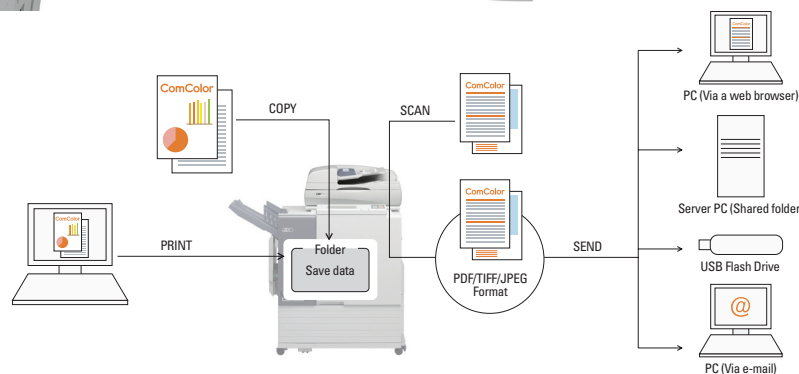 ComColor
COPY
SCAN
ComColor
PC (Via a web browser)
ComColor
PRINT
Folder
Save data
ComColor
PDF/TIFF/JPEG
Format
SEND
Server PC (Shared folder
USB Flash Drive
@
PC (Via e-mail)